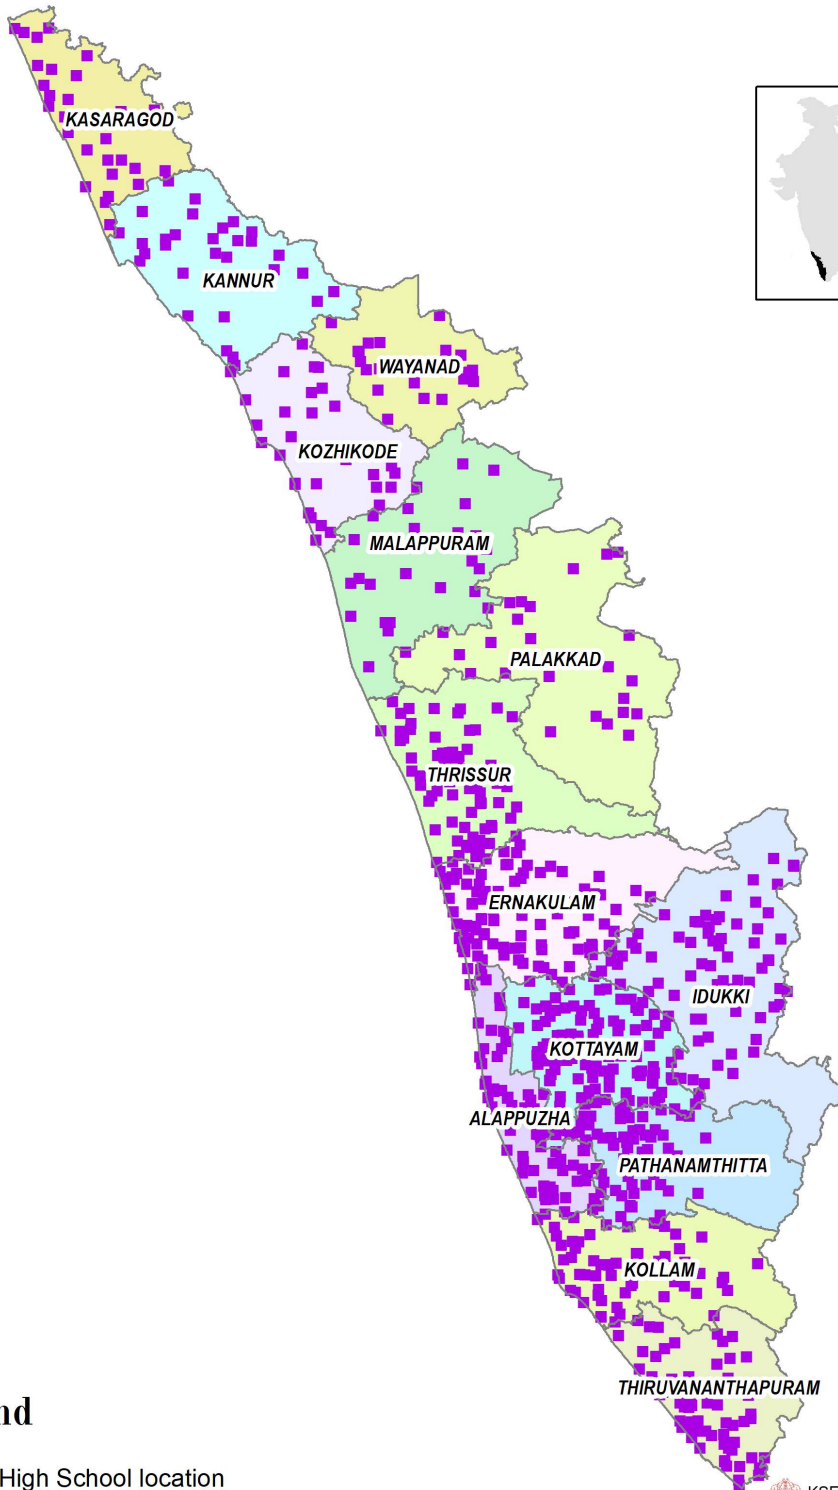 KASARAGOD
KANNUR
WAYANAD
KOZHIKODE
MALAPPURAM
PALAKKAD
THRISSUR
ERNAKULAM
IDUKKI
KOTTAYAM
ALAPPUZHA
PATHANAMTHITTA
KOLLAM
THIRUVANANTHAPURAM
nd
High School location